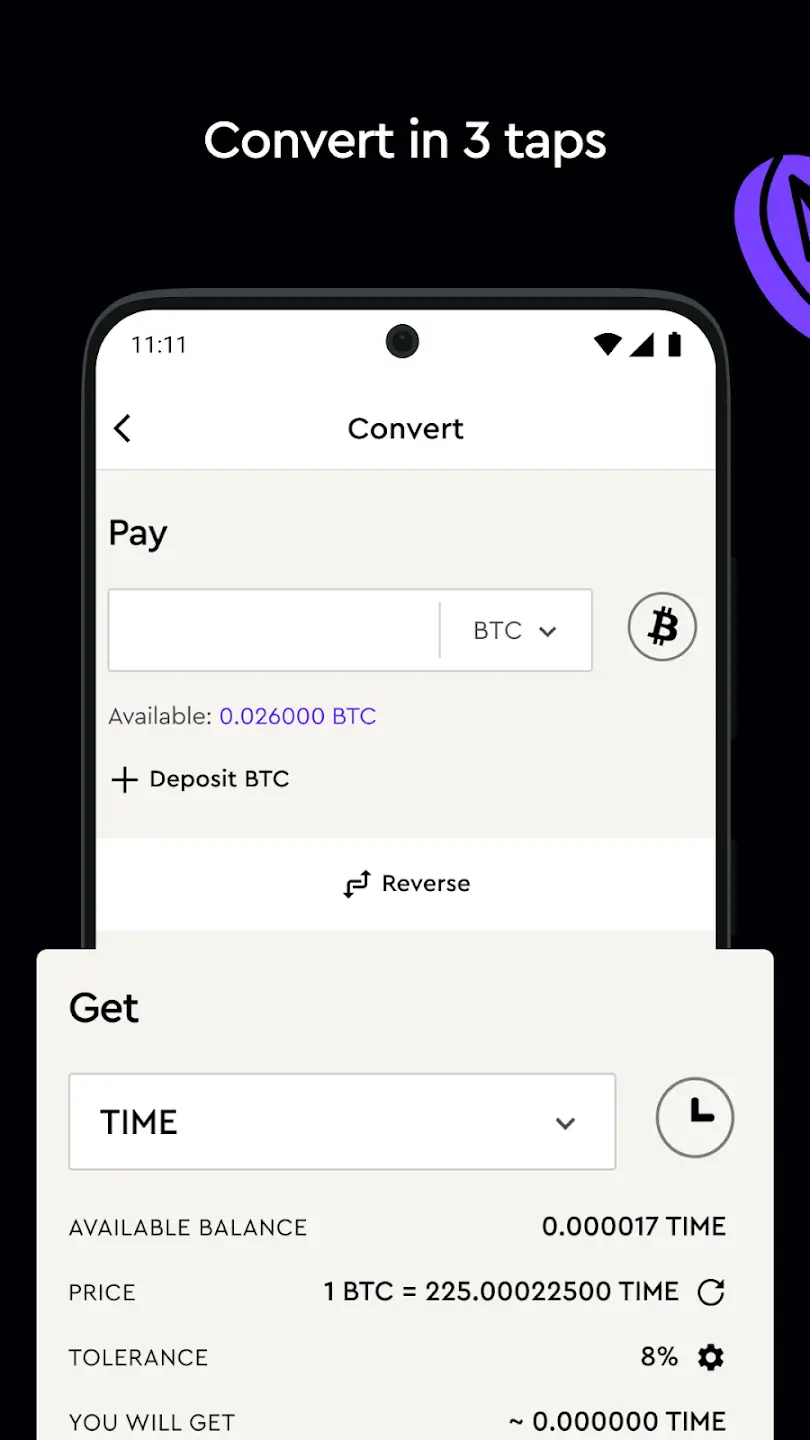 Convert in 3 taps
11:11
Convert
Pay
BTC
Available: 0.026000 BTC
Deposit BTC
Reverse
Get
TIME
AVAILABLE BALANCE 0.000017 TIME
PRICE 1 BTC = 225.00022500 TIME
TOLERANCE 8%
YOU WILL GET ~ 0.000000 TIME